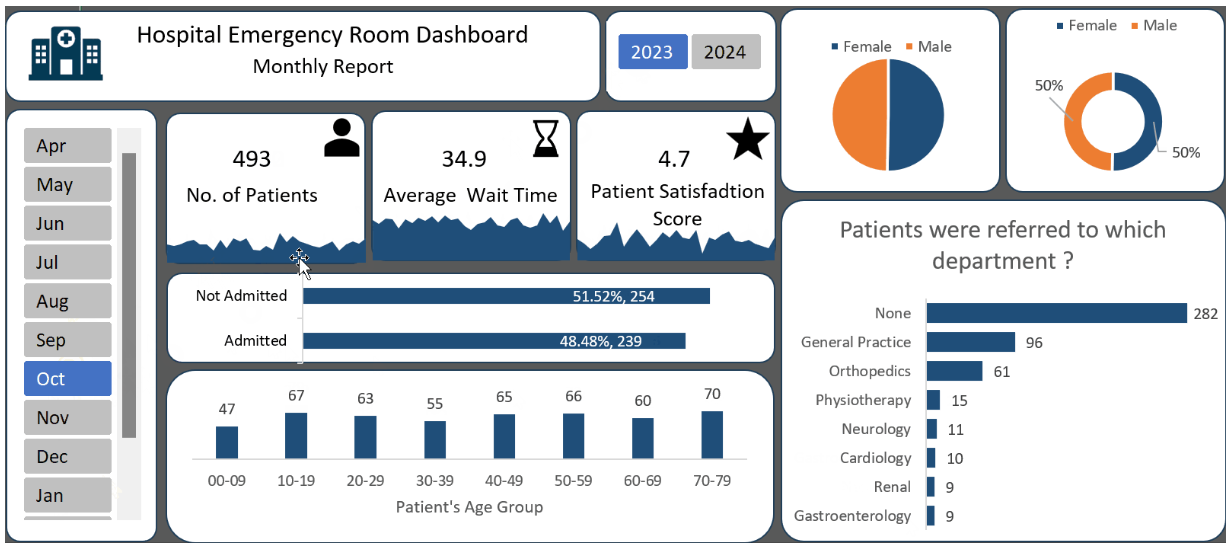 Hospital Emergency Room Dashboard
Monthly Report
2023
2024
Female Male
Female Male
50%
50%
Apr
May
Jun
Jul
Aug
Sep
Oct
Nov
Dec
Jan
493
No. of Patients
34.9
Average Wait Time
4.7
Patient Satisfadtion
Score
Not Admitted 51.52%, 254
Admitted 48.48%, 239
47 67 63 55 65 66 60 70
00-09 10-19 20-29 30-39 40-49 50-59 60-69 70-79
Patient's Age Group
Patients were referred to which
department ?
None 282
General Practice 96
Orthopedics 61
Physiotherapy 15
Neurology 11
Cardiology 10
Renal 9
Gastroenterology 9